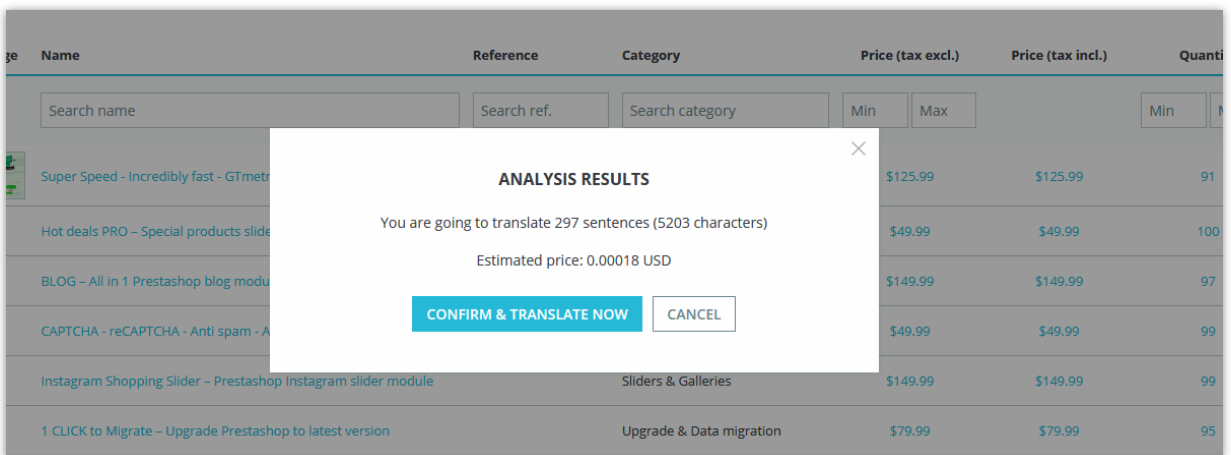 ge Name Reference Category Price (tax excl.) Price (tax incl.) Quanti
Search name Search ref. Search category Min Max Min
ANALYSIS RESULTS
You are going to translate 297 sentences (5203 characters)
Estimated price: 0.00018 USD
CONFIRM & TRANSLATE NOW CANCEL
Super Speed - Incredibly fast - GTmetr $125.99 $125.99 91
Hot deals PRO – Special products slide $49.99 $49.99 100
BLOG – All in 1 Prestashop blog modu $149.99 $149.99 97
CAPTCHA - reCAPTCHA - Anti spam - A $49.99 $49.99 99
Instagram Shopping Slider – Prestashop Instagram slider module Sliders & Galleries $149.99 $149.99 99
1 CLICK to Migrate – Upgrade Prestashop to latest version Upgrade & Data migration $79.99 $79.99 95